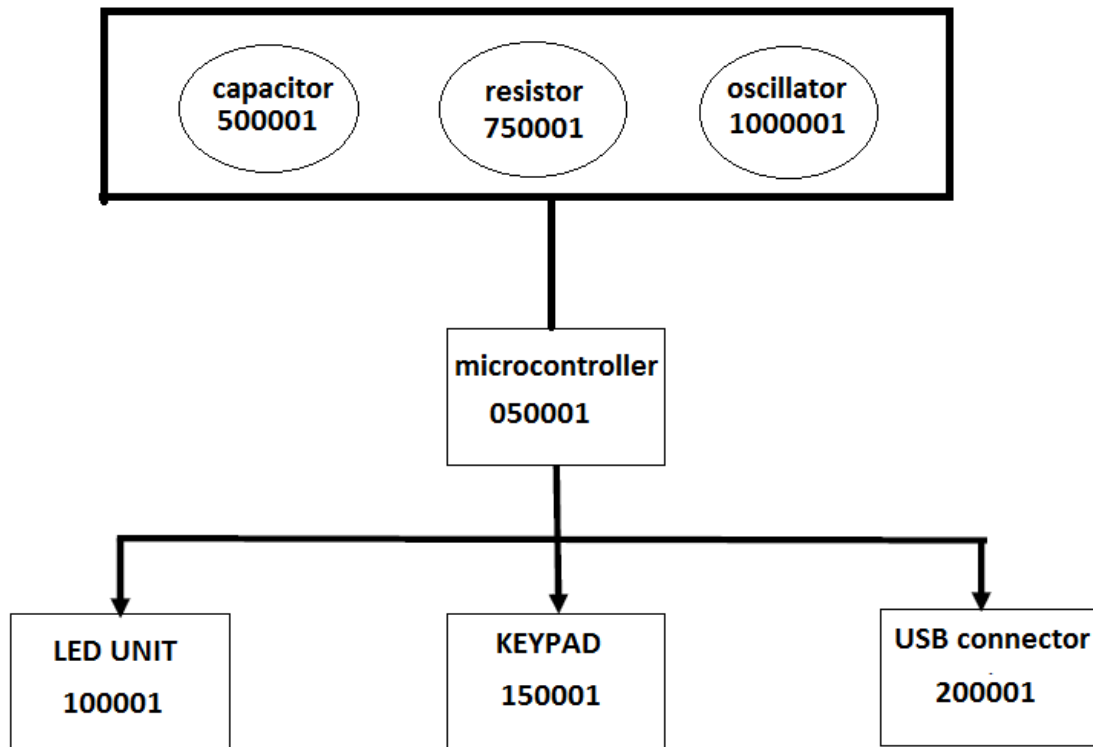 capacitor
500001
resistor
750001
oscillator
1000001
microcontroller
050001
LED UNIT
100001
KEYPAD
150001
USB connector
200001